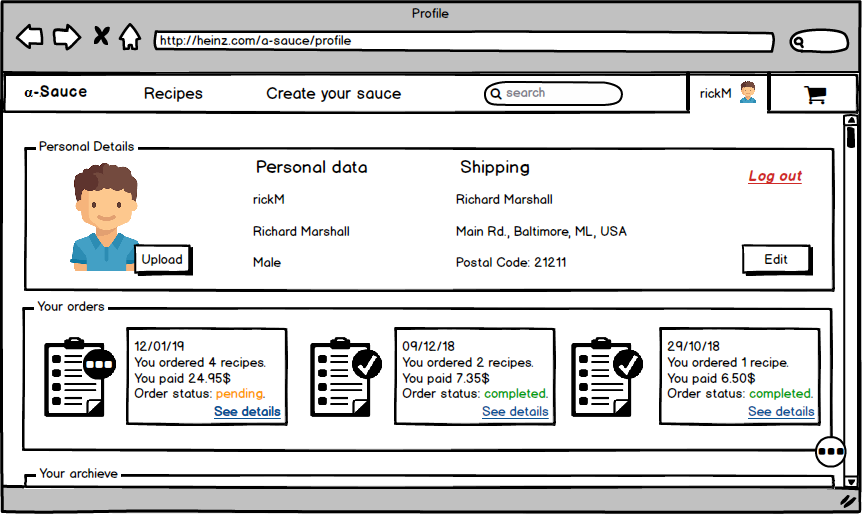 Profile
http://heinz.com/a-sauce/profile
α-Sauce
Recipes
Create your sauce
search
rickM
Personal Details
Personal data
Shipping
Log out
rickM
Richard Marshall
Richard Marshall
Main Rd., Baltimore, ML, USA
Upload
Male
Postal Code: 21211
Edit
Your orders
12/01/19
You ordered 4 recipes.
You paid 24.95$
Order status: pending.
See details
09/12/18
You ordered 2 recipes.
You paid 7.35$
Order status: completed.
See details
29/10/18
You ordered 1 recipe.
You paid 6.50$
Order status: completed.
See details
Your archieve